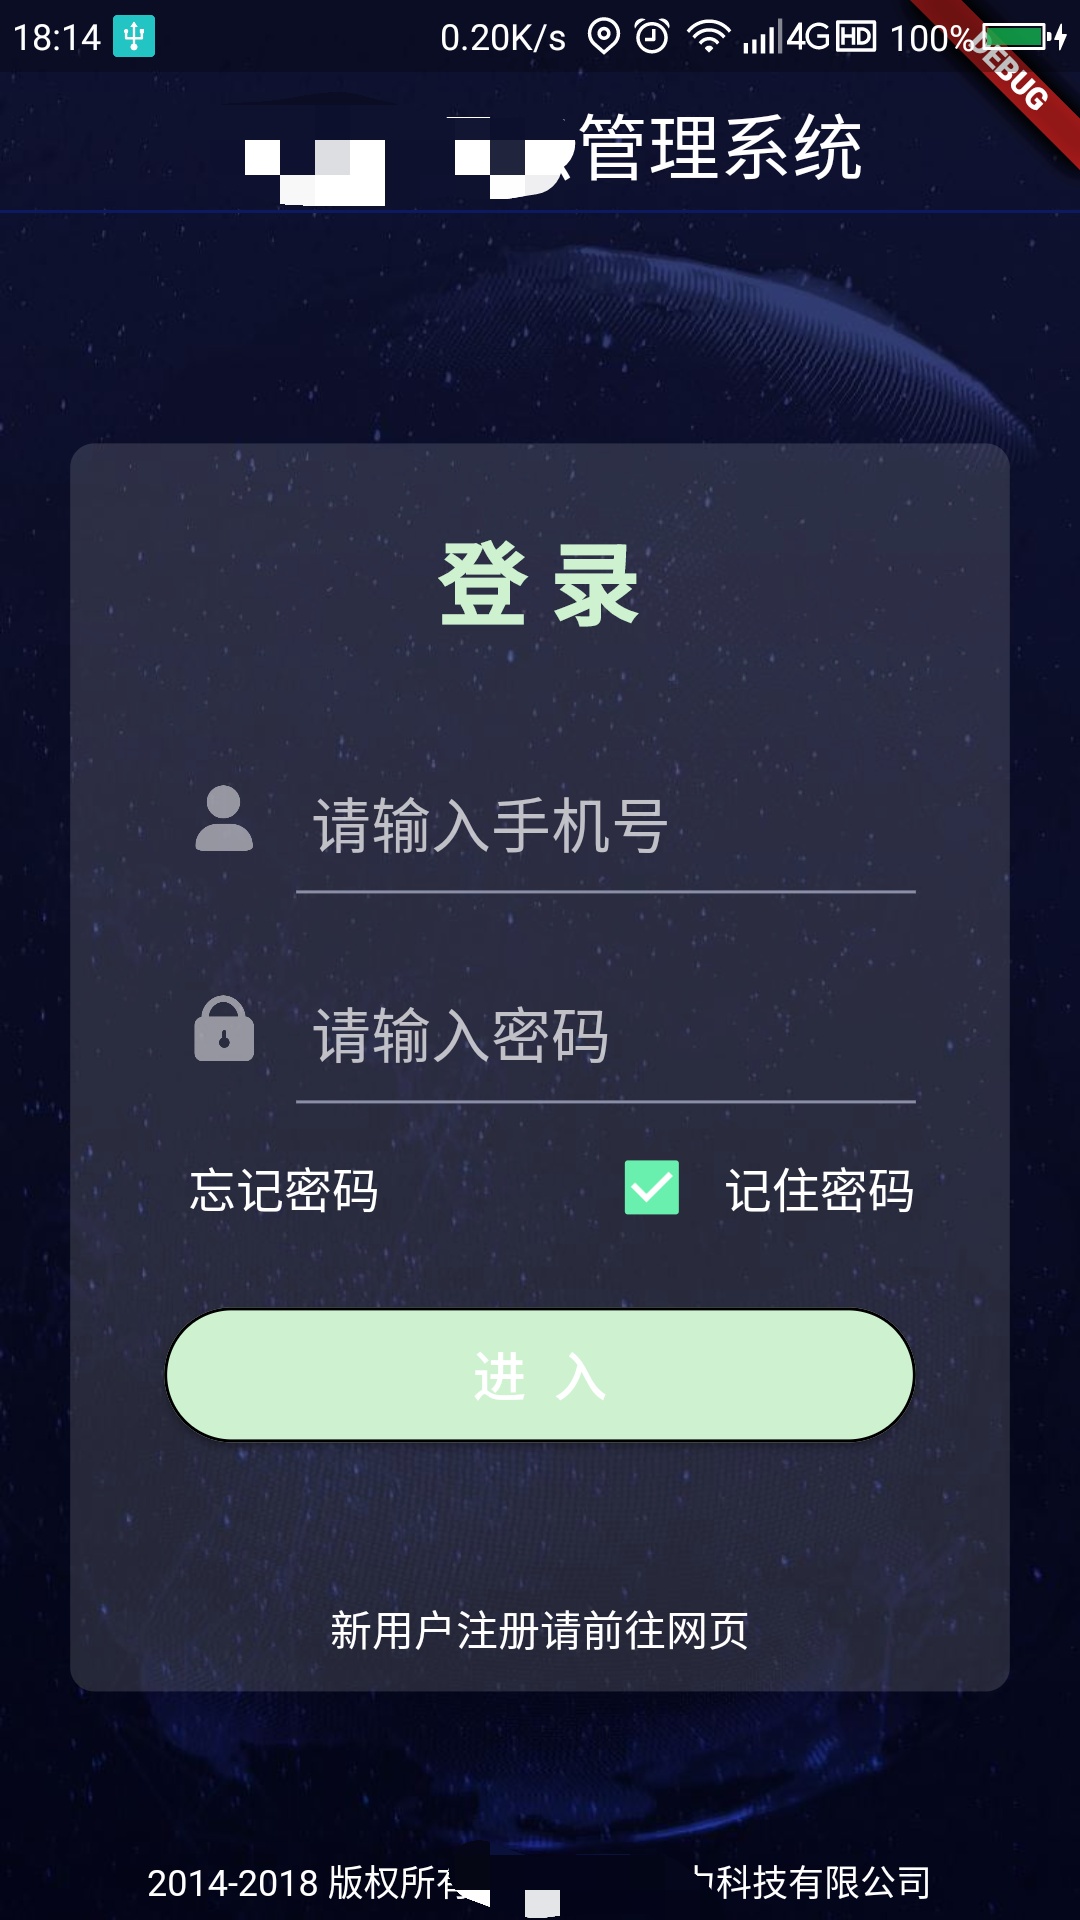 18:14 0.20K/s 4G HD 100%
DEBUG
管理系统
登 录
请输入手机号
请输入密码
忘记密码 记住密码
进 入
新用户注册请前往网页
2014-2018 版权所有 科技有限公司